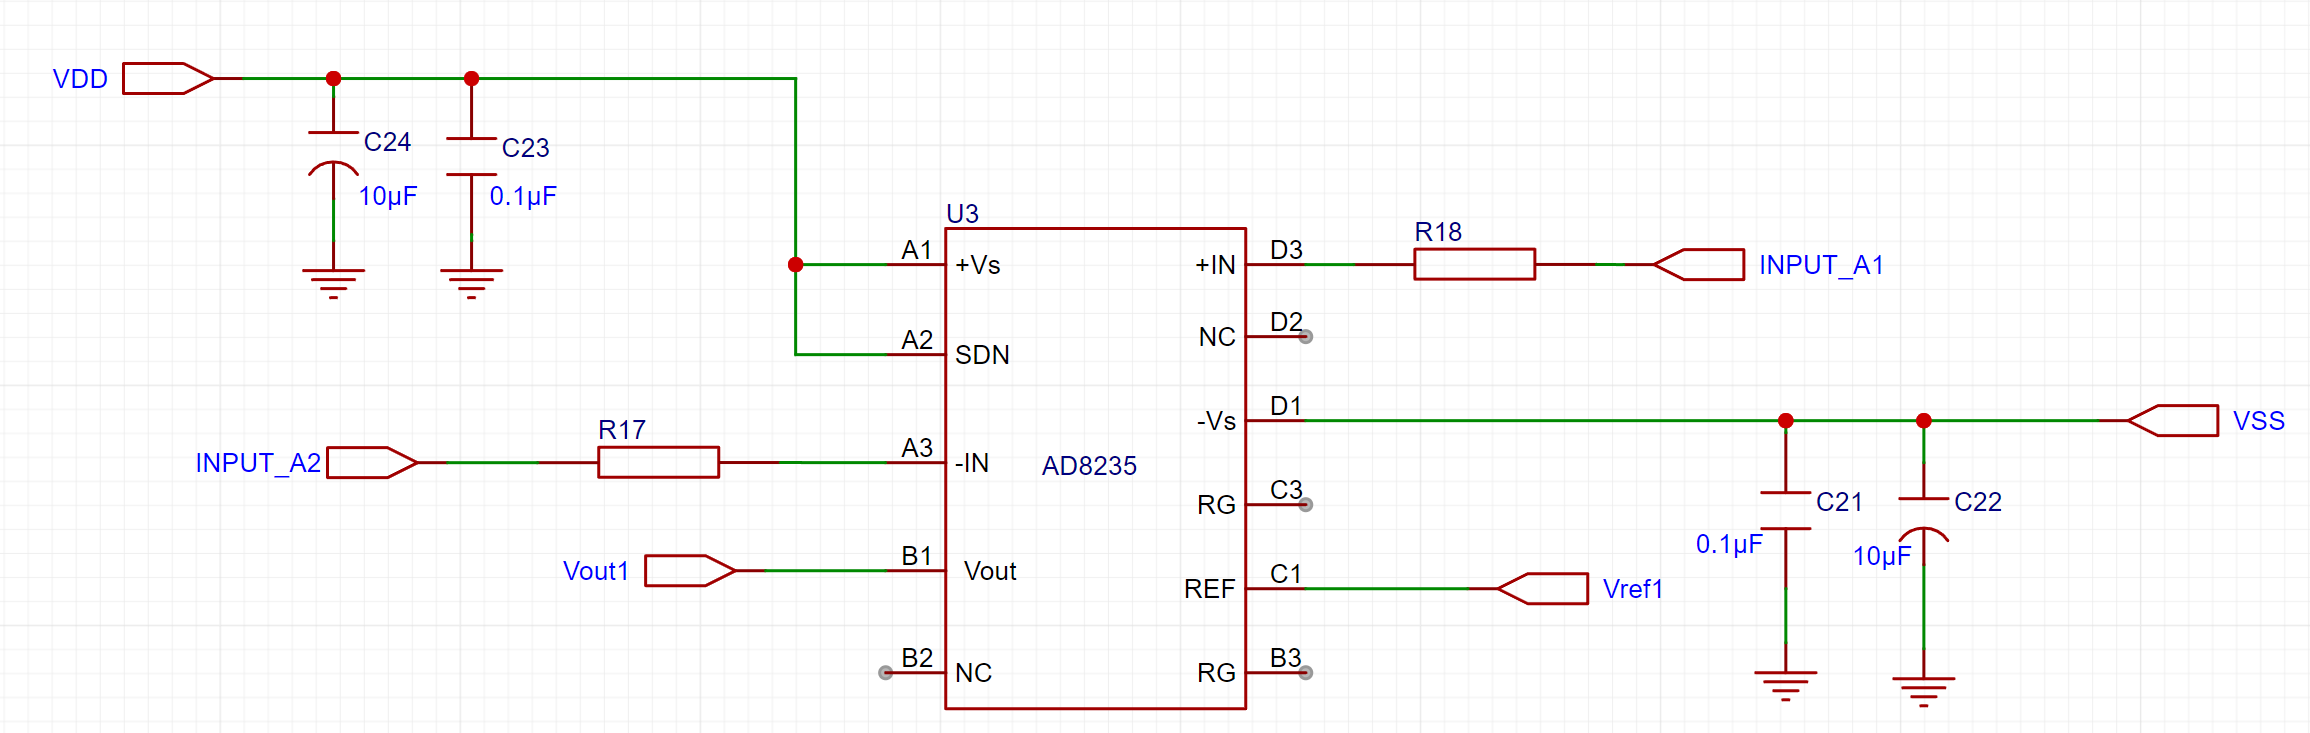 VDD
C24
10µF
C23
0.1µF
U3
A1
+Vs
A2
SDN
INPUT_A2
R17
A3
-IN
Vout1
B1
Vout
B2
NC
AD8235
D3
+IN
R18
INPUT_A1
D2
NC
D1
-Vs
VSS
C21
0.1µF
C22
10µF
C3
RG
C1
REF
Vref1
B3
RG